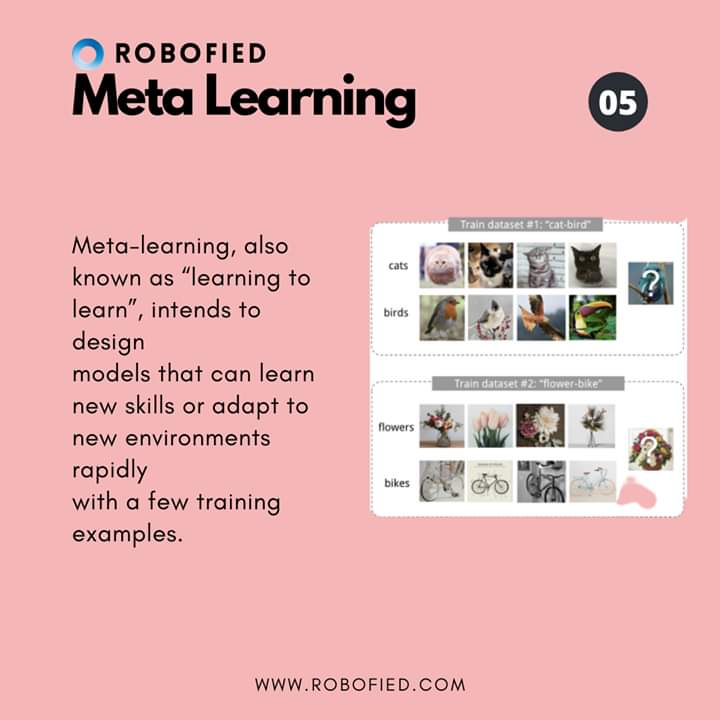 ROBOFIED
Meta Learning
05
Meta-learning, also
known as “learning to
learn”, intends to
design
models that can learn
new skills or adapt to
new environments
rapidly
with a few training
examples.
Train dataset #1: “cat-bird”
cats
?
birds
Train dataset #2: “flower-bike”
flowers
?
bikes
WWW.ROBOFIED.COM